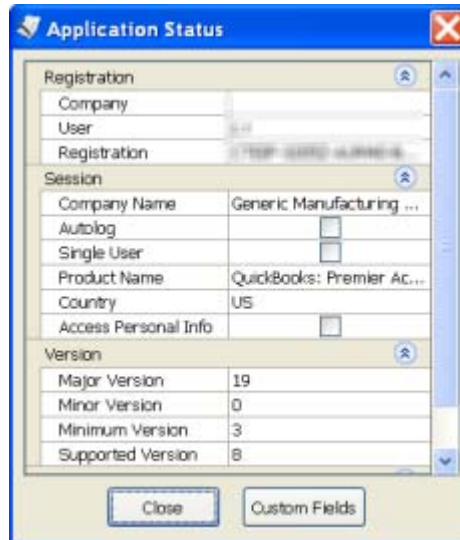 Application Status
Registration
Company
User
Registration
Session
Company Name Generic Manufacturing ...
Autolog
Single User
Product Name QuickBooks: Premier Ac...
Country US
Access Personal Info
Version
Major Version 19
Minor Version 0
Minimum Version 3
Supported Version 8
Close Custom Fields